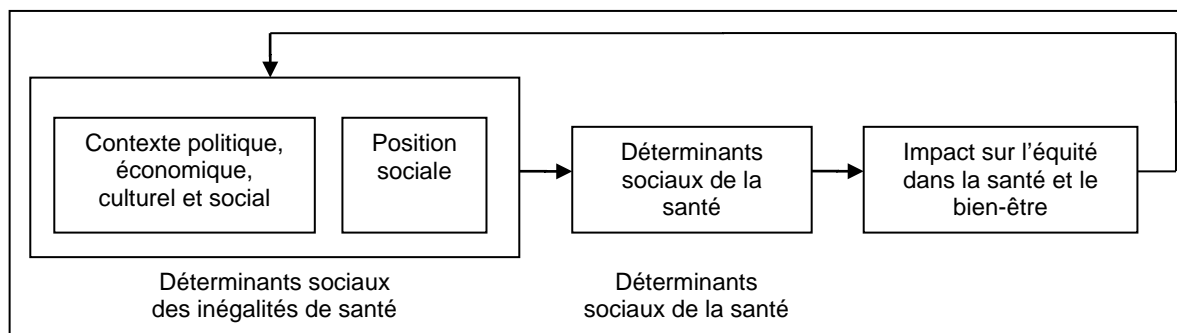 Contexte politique,
économique,
culturel et social
Position
sociale
Déterminants
sociaux de la
santé
Impact sur l’équité
dans la santé et le
bien-être
Déterminants sociaux
des inégalités de santé
Déterminants
sociaux de la santé